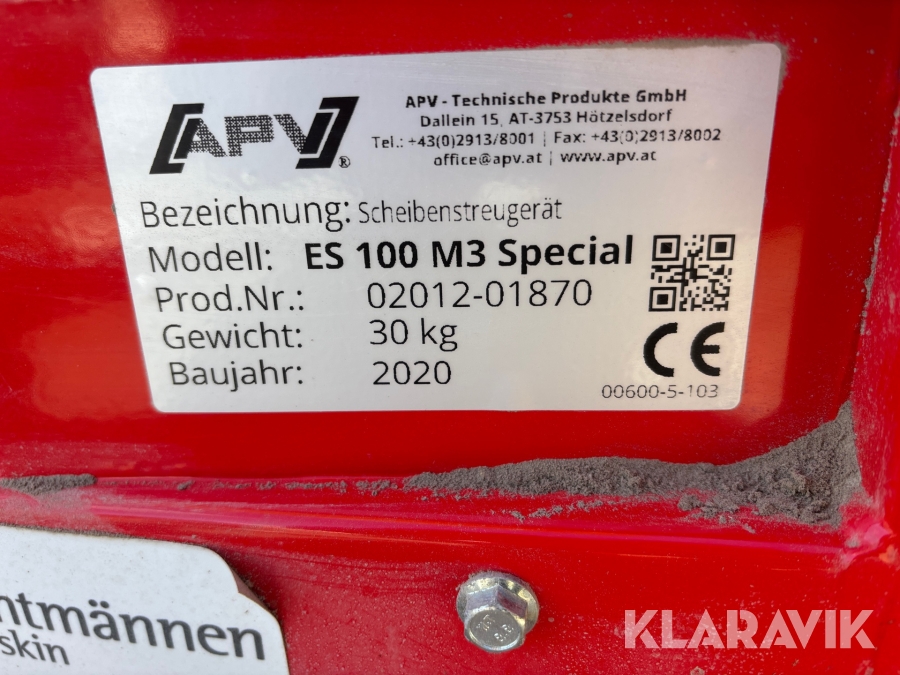 [APV]®
APV - Technische Produkte GmbH
Dallein 15, AT-3753 Hötzelsdorf
Tel.: +43(0)2913/8001 | Fax: +43(0)2913/8002
office@apv.at | www.apv.at
Bezeichnung: Scheibenstreugerät
Modell: ES 100 M3 Special
Prod.Nr.: 02012-01870
Gewicht: 30 kg
Baujahr: 2020
CE
00600-5-103
ntmännen
skin
8.8
KLARAVIK